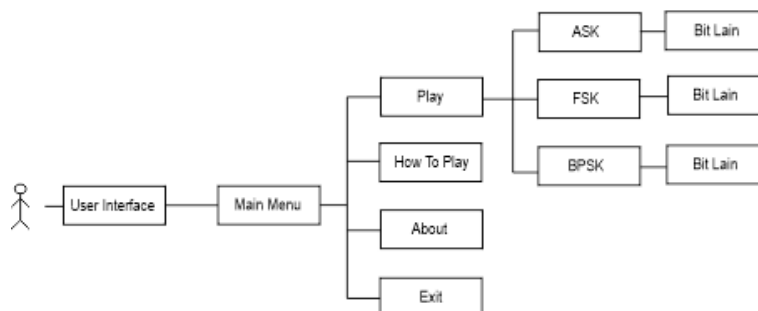 ASK
Bit Lain
Play
FSK
Bit Lain
How To Play
BPSK
Bit Lain
User Interface
Main Menu
About
Exit